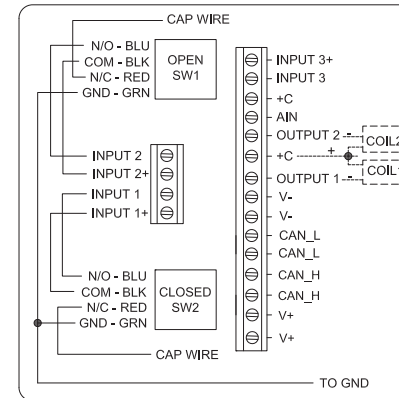 CAP WIRE
N/O - BLU
COM - BLK
N/C - RED
GND - GRN
OPEN
SW1
INPUT 2
INPUT 2+
INPUT 1
INPUT 1+
N/O - BLU
COM - BLK
N/C - RED
GND - GRN
CLOSED
SW2
CAP WIRE
TO GND
INPUT 3+
INPUT 3
+C
AIN
OUTPUT 2 -
+C +
OUTPUT 1 -
V-
V-
CAN_L
CAN_L
CAN_H
CAN_H
V+
V+
COIL2
COIL1